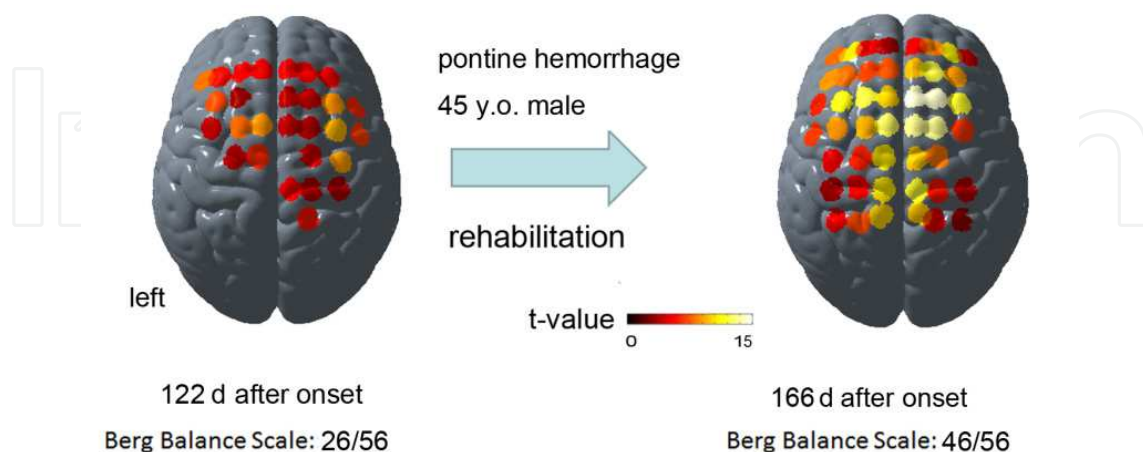 pontine hemorrhage
45 y.o. male
rehabilitation
left
t-value
0
15
122 d after onset
Berg Balance Scale: 26/56
166 d after onset
Berg Balance Scale: 46/56